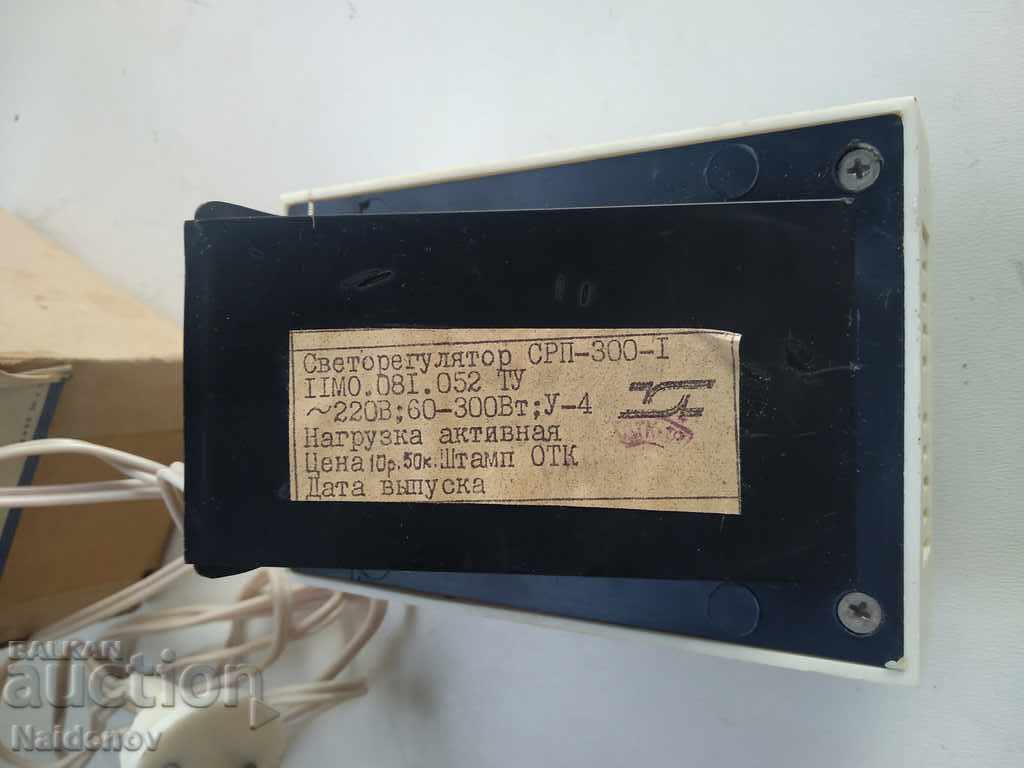 Светорегулятор СРП-300-I
IIМ0.08I.052 ТУ
~220В;60-300Вт;У-4
Нагрузка активная
Цена 10р.50к. Штамп ОТК
Дата выпуска
BALKAN
auction
Naidenov